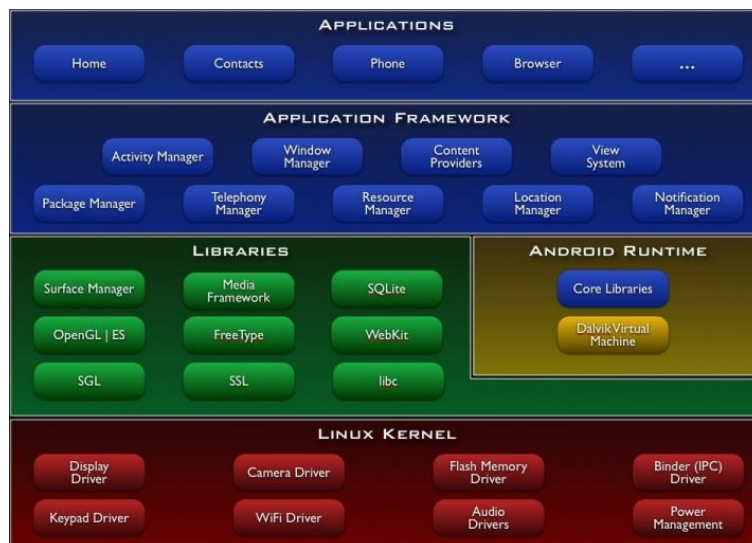 APPLICATIONS
Home
Contacts
Phone
Browser
...
APPLICATION FRAMEWORK
Activity Manager
Window
Manager
Content
Providers
View
System
Package Manager
Telephony
Manager
Resource
Manager
Location
Manager
Notification
Manager
LIBRARIES
Surface Manager
Media
Framework
SQLite
OpenGL | ES
FreeType
WebKit
SGL
SSL
libc
ANDROID RUNTIME
Core Libraries
Dalvik Virtual
Machine
LINUX KERNEL
Display
Driver
Camera Driver
Flash Memory
Driver
Binder (IPC)
Driver
Keypad Driver
WiFi Driver
Audio
Drivers
Power
Management